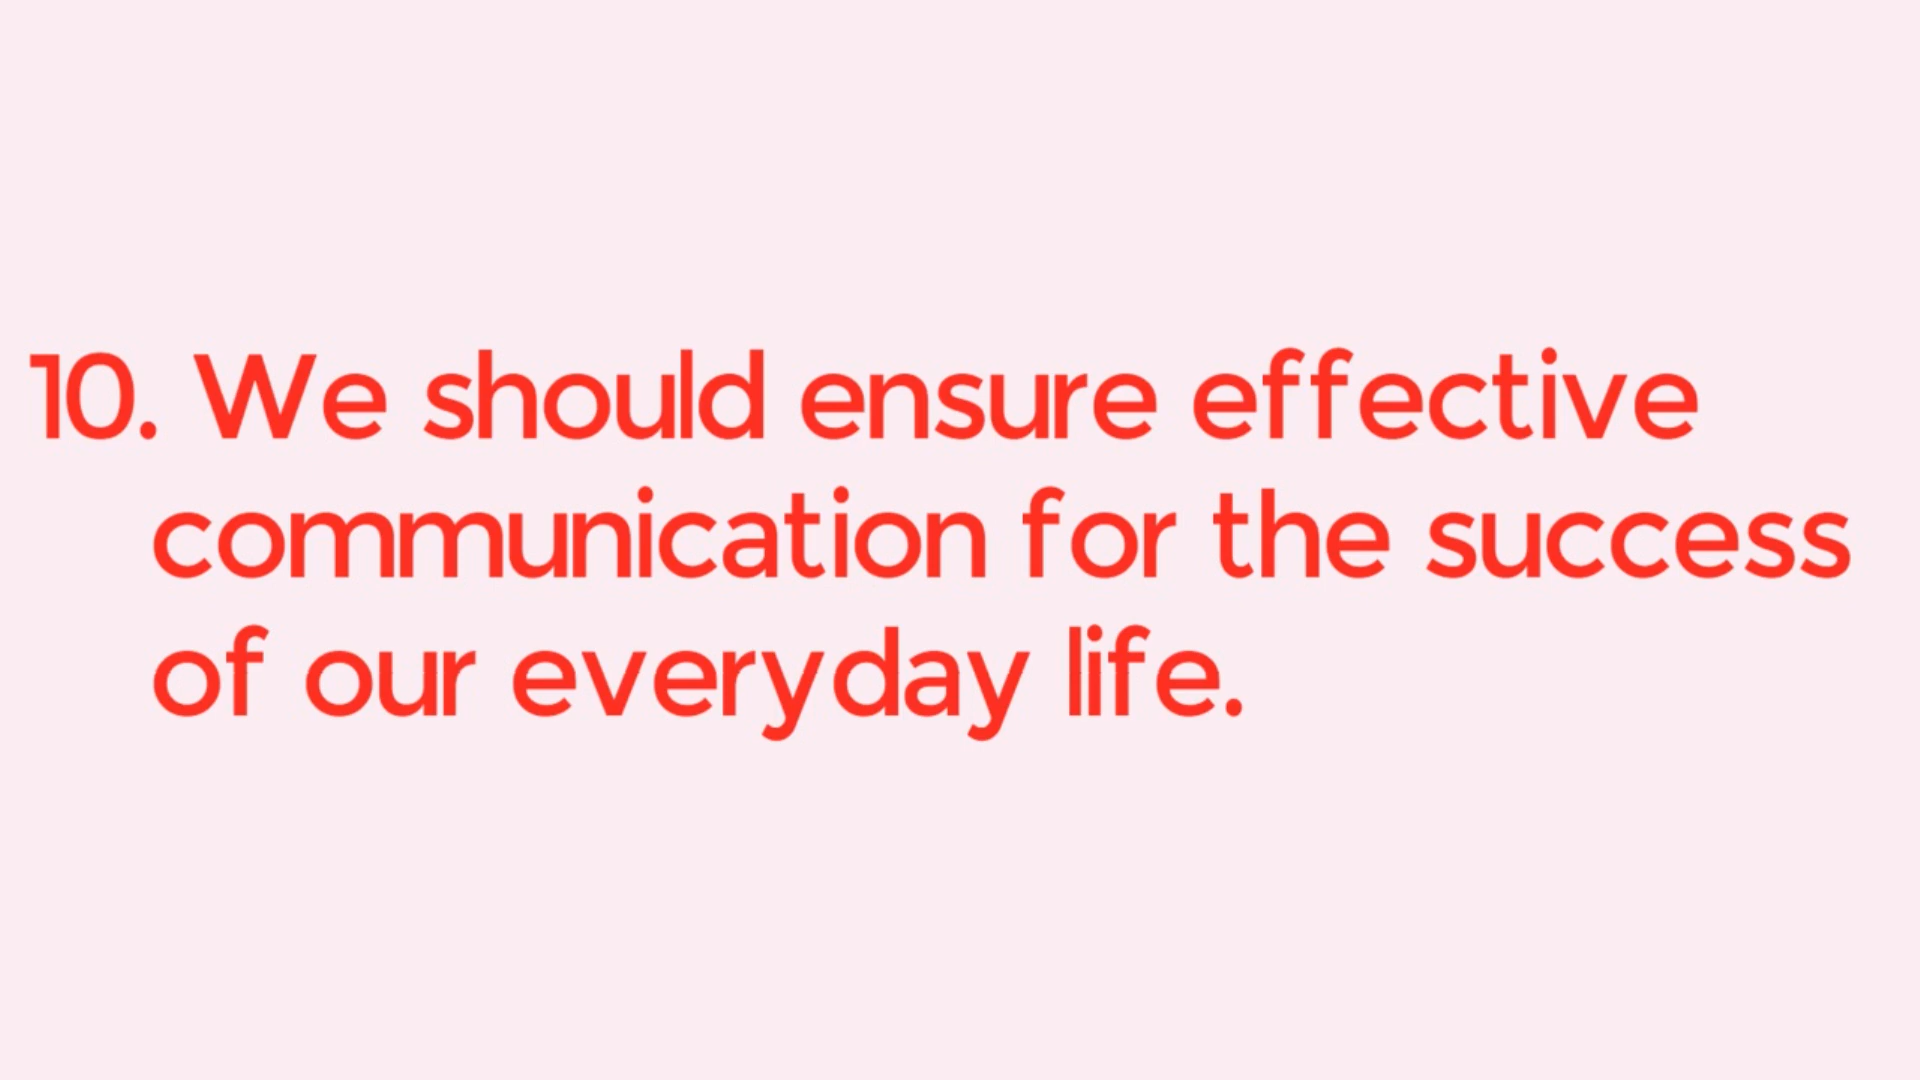 10. We should ensure effective
communication for the success
of our everyday life.